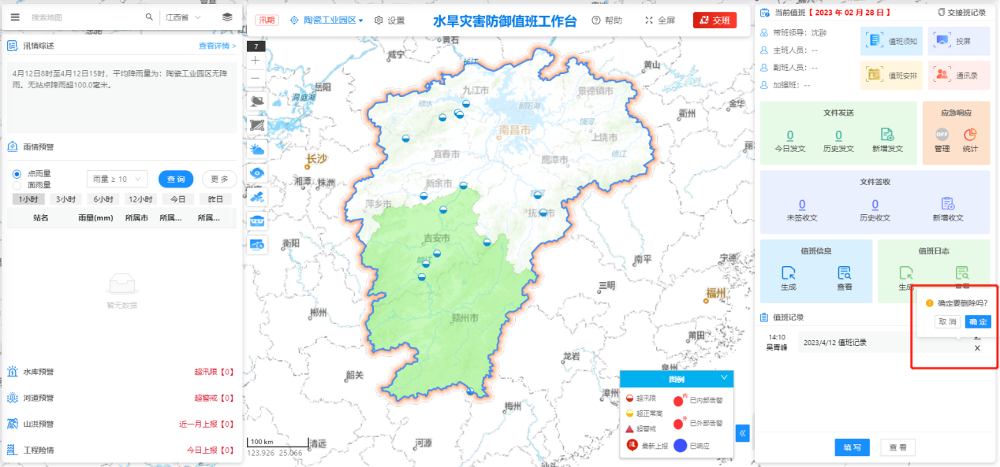 搜索地图
江西省
汛情综述
查看详情 >
4月12日8时至4月12日15时，平均降雨量为：陶瓷工业园区无降
雨。无站点降雨超100.0毫米。
雨情预警
点雨量
面雨量
雨量 ≥ 10
查 询
更 多
1小时
3小时
6小时
12小时
今日
昨日
站名
雨量(mm)
所属市
所属...
所属...
暂无数据
水库预警
超汛限【0】
河道预警
超警戒【0】
山洪预警
近一月上报【0】
工程险情
今日上报【0】
汛期
陶瓷工业园区
设置
水旱灾害防御值班工作台
帮助
全屏
交班
7
咸宁
黄石
长江
黄山
岳阳
洞庭湖
九江市
景德镇市
修水
鄱阳湖
衢州
金华
南昌市
上饶市
信江
长沙
宜春市
鹰潭市
湘潭
株洲
新余市
萍乡市
抚州市
衡阳
吉安市
南平
宁德
三明
福州
郴州
赣州市
莆田
龙岩
泉州
韶关
漳州
梅州
河源
清远
100 km
123.926 25.066
图例
超汛限
已内部告警
超正常高
超警戒
已外部告警
最新上报
已响应
当前值班【 2023 年 02 月 28 日 】
交接班记录
带班领导：沈翀
主班人员：--
副班人员：--
加强班：--
值班须知
投屏
值班安排
通讯录
文件发送
0
今日发文
0
历史发文
新增发文
应急响应
OFF
管理
统计
文件签收
0
未签收文
0
历史收文
新增收文
值班信息
生成
查看
值班日志
生成
查看
确定要删除吗?
取 消
确 定
值班记录
14:10
吴青峰
2023/4/12 值班记录
X
填 写
查 看